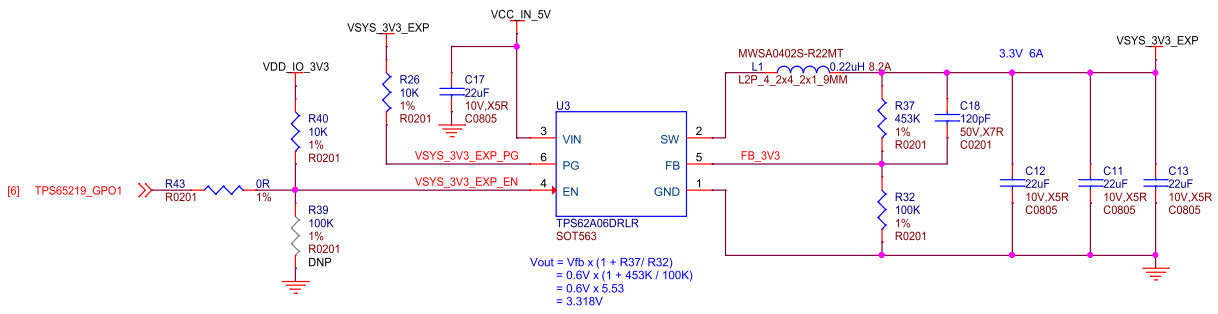 VCC_IN_5V
VSYS_3V3_EXP
VDD_IO_3V3
R40
10K
1%
R0201
R26
10K
1%
R0201
C17
22uF
10V,X5R
C0805
[6] TPS65219_GPO1
R43
R0201
0R
1%
R39
100K
1%
R0201
DNP
VSYS_3V3_EXP_PG
VSYS_3V3_EXP_EN
U3
3 VIN
6 PG
4 EN
SW 2
FB 5
GND 1
TPS62A06DRLR
SOT563
Vout = Vfb x (1 + R37/ R32)
= 0.6V x (1 + 453K / 100K)
= 0.6V x 5.53
= 3.318V
MWSA0402S-R22MT
L1 0.22uH 8.2A
L2P_4_2x4_2x1_9MM
FB_3V3
R37
453K
1%
R0201
C18
120pF
50V,X7R
C0201
R32
100K
1%
R0201
3.3V 6A
VSYS_3V3_EXP
C12
22uF
10V,X5R
C0805
C11
22uF
10V,X5R
C0805
C13
22uF
10V,X5R
C0805